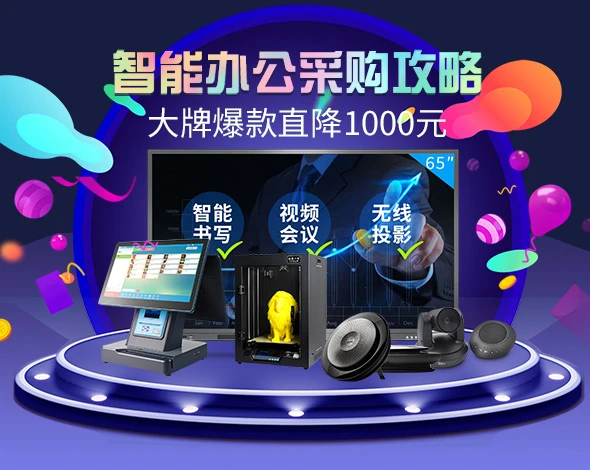 智能办公采购攻略
大牌爆款直降1000元
65"
智能
书写
视频
会议
无线
投影